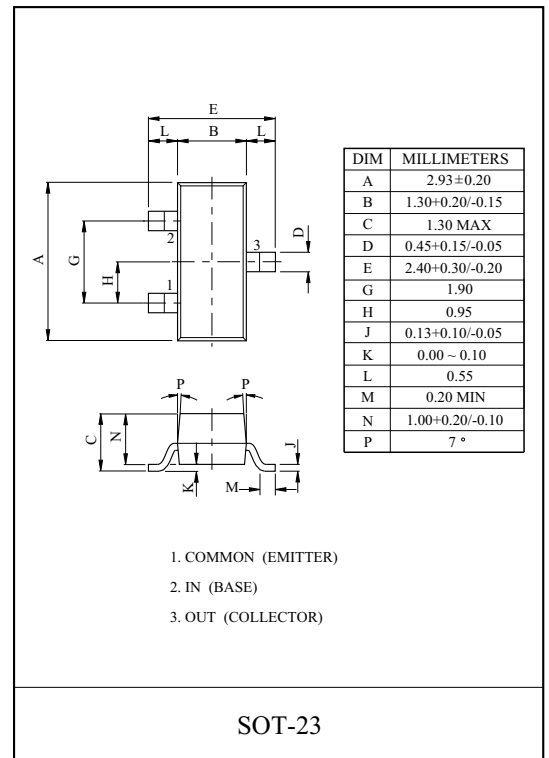 E
L B L
A
G
H
2
1
3
D
DIM MILLIMETERS
A 2.93±0.20
B 1.30+0.20/-0.15
C 1.30 MAX
D 0.45+0.15/-0.05
E 2.40+0.30/-0.20
G 1.90
H 0.95
J 0.13+0.10/-0.05
K 0.00 ~ 0.10
L 0.55
M 0.20 MIN
N 1.00+0.20/-0.10
P 7 °
P P
C
N
K
M
J
1. COMMON (EMITTER)
2. IN (BASE)
3. OUT (COLLECTOR)
SOT-23